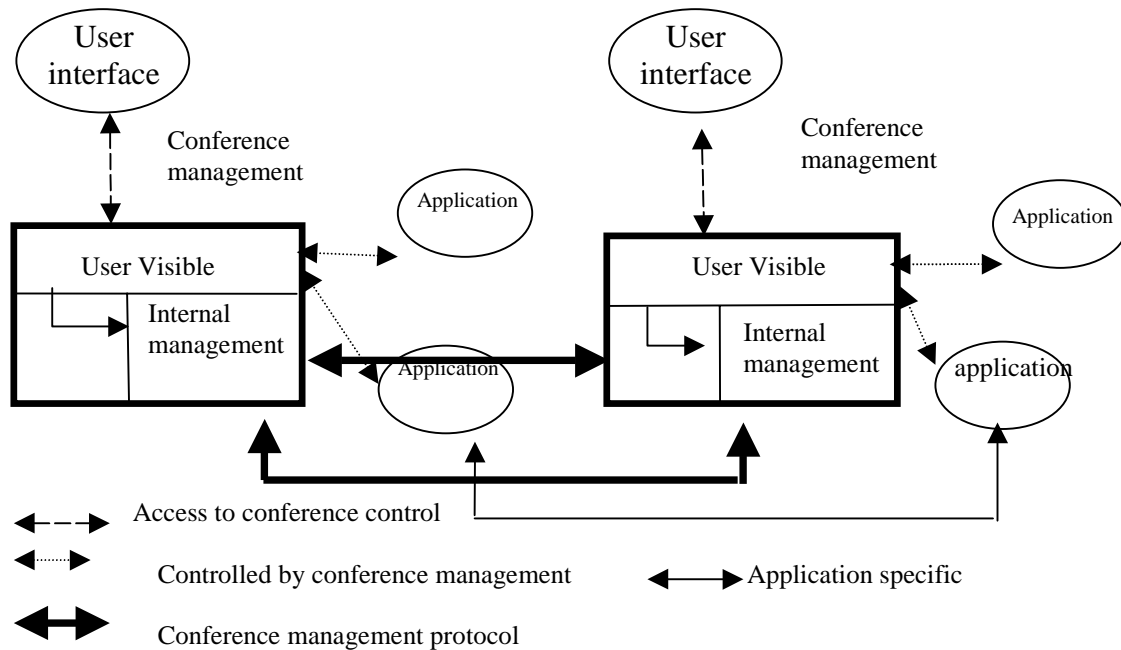 User
interface
User
interface
Conference
management
Conference
management
Application
Application
User Visible
User Visible
Internal
management
Internal
management
Application
application
Access to conference control
Controlled by conference management
Application specific
Conference management protocol